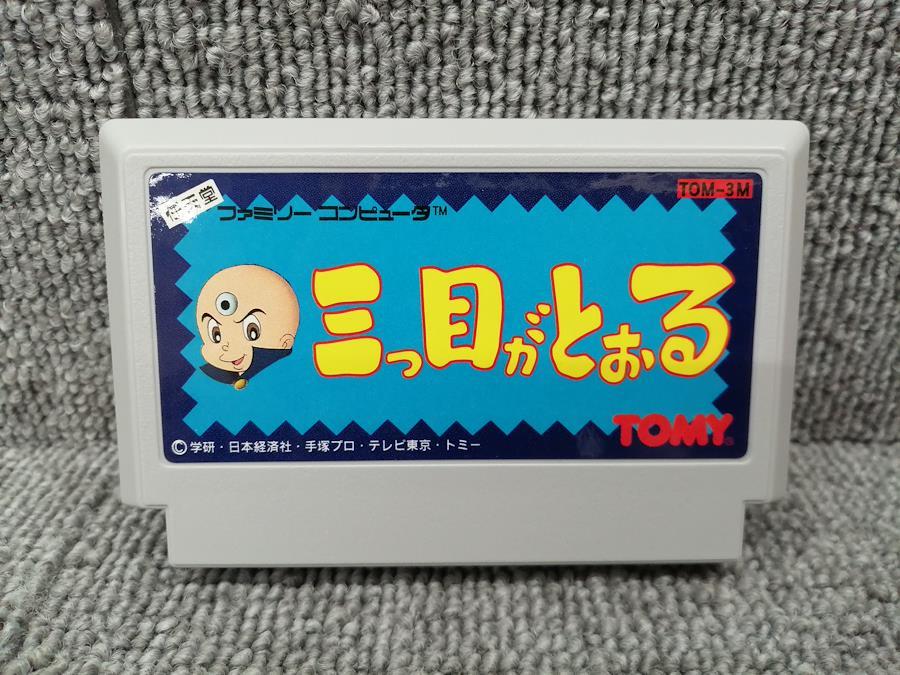 TOM-3M
任天堂
ファミリーコンピュータ™
三つ目がとおる
TOMY®
©学研・日本経済社・手塚プロ・テレビ東京・トミー